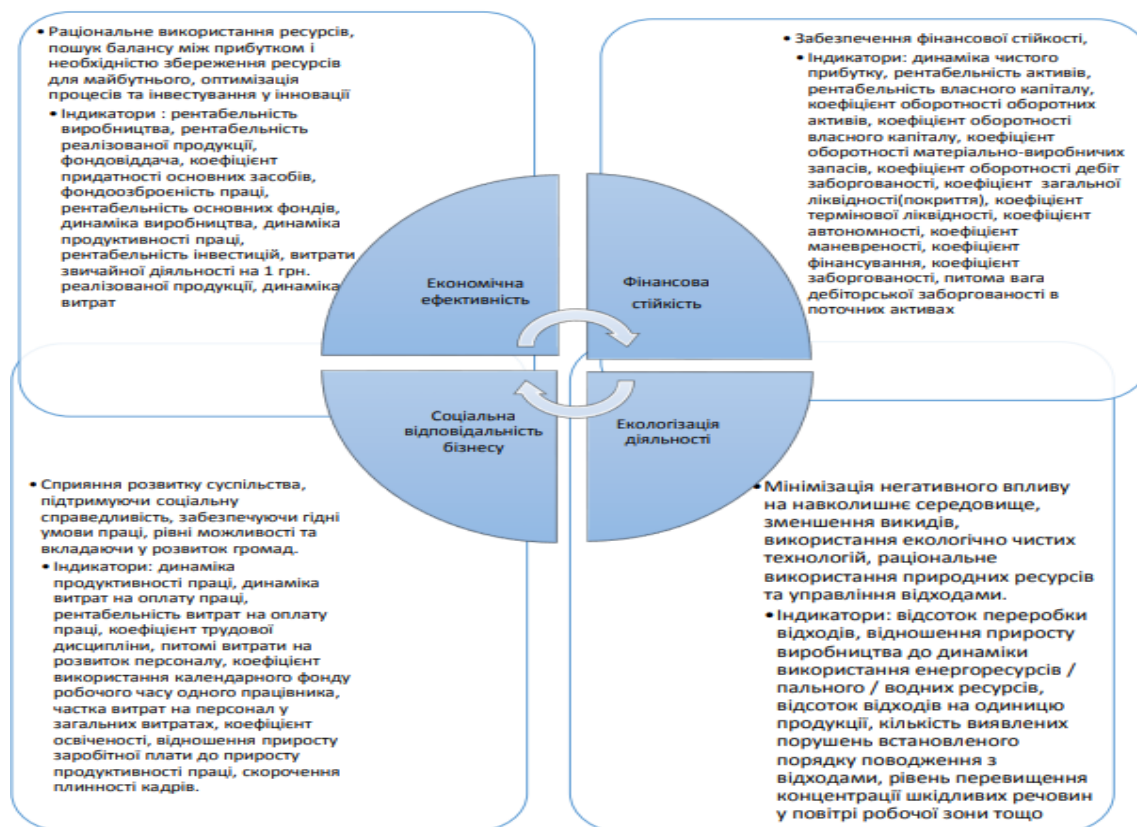 • Раціональне використання ресурсів,
пошук балансу між прибутком і
необхідністю збереження ресурсів
для майбутнього, оптимізація
процесів та інвестування у інновації
• Індикатори : рентабельність
виробництва, рентабельність
реалізованої продукції,
фондовіддача, коефіцієнт
придатності основних засобів,
фондоозброєність праці,
рентабельність основних фондів,
динаміка виробництва, динаміка
продуктивності праці,
рентабельність інвестицій, витрати
звичайної діяльності на 1 грн.
реалізованої продукції, динаміка
витрат
• Забезпечення фінансової стійкості,
• Індикатори: динаміка чистого
прибутку, рентабельність активів,
рентабельність власного капіталу,
коефіцієнт оборотності оборотних
активів, коефіцієнт оборотності
власного капіталу, коефіцієнт
оборотності матеріально-виробничих
запасів, коефіцієнт оборотності дебіт
заборгованості, коефіцієнт загальної
ліквідності(покриття), коефіцієнт
термінової ліквідності, коефіцієнт
автономності, коефіцієнт
маневреності, коефіцієнт
фінансування, коефіцієнт
заборгованості, питома вага
дебіторської заборгованості в
поточних активах
Економічна
ефективність
Фінансова
стійкість
Соціальна
відповідальність
бізнесу
Екологізація
діяльності
• Сприяння розвитку суспільства,
підтримуючи соціальну
справедливість, забезпечуючи гідні
умови праці, рівні можливості та
вкладаючи у розвиток громад.
• Індикатори: динаміка
продуктивності праці, динаміка
витрат на оплату праці,
рентабельність витрат на оплату
праці, коефіцієнт трудової
дисципліни, питомі витрати на
розвиток персоналу, коефіцієнт
використання календарного фонду
робочого часу одного працівника,
частка витрат на персонал у
загальних витратах, коефіцієнт
освіченості, відношення приросту
заробітної плати до приросту
продуктивності праці, скорочення
плинності кадрів.
• Мінімізація негативного впливу
на навколишнє середовище,
зменшення викидів,
використання екологічно чистих
технологій, раціональне
використання природних ресурсів
та управління відходами.
• Індикатори: відсоток переробки
відходів, відношення приросту
виробництва до динаміки
використання енергоресурсів /
пального / водних ресурсів,
відсоток відходів на одиницю
продукції, кількість виявлених
порушень встановленого
порядку поводження з
відходами, рівень перевищення
концентрації шкідливих речовин
у повітрі робочої зони тощо